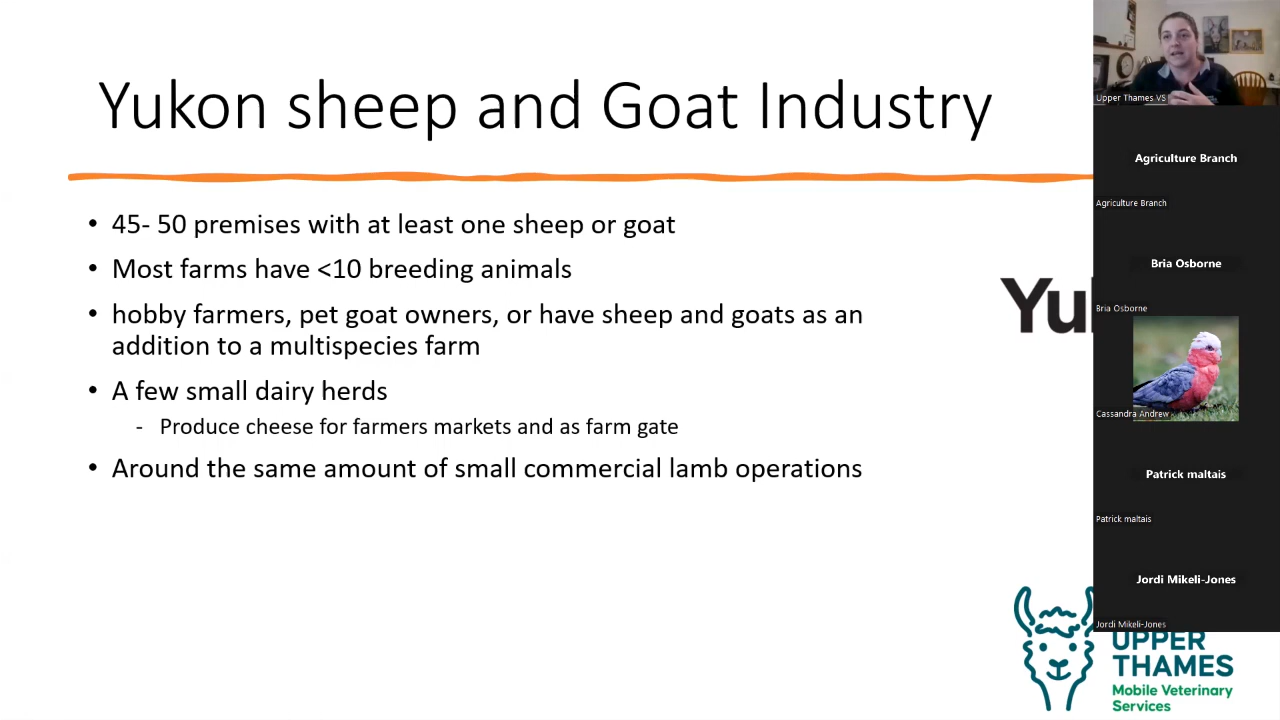 Yukon sheep and Goat Industry
• 45- 50 premises with at least one sheep or goat
• Most farms have <10 breeding animals
• hobby farmers, pet goat owners, or have sheep and goats as an
addition to a multispecies farm
• A few small dairy herds
- Produce cheese for farmers markets and as farm gate
• Around the same amount of small commercial lamb operations
Yu
UPPER
THAMES
Mobile Veterinary
Services
Upper Thames VS
Agriculture Branch
Agriculture Branch
Bria Osborne
Bria Osborne
Cassandra Andrew
Patrick maltais
Patrick maltais
Jordi Mikeli-Jones
Jordi Mikeli-Jones